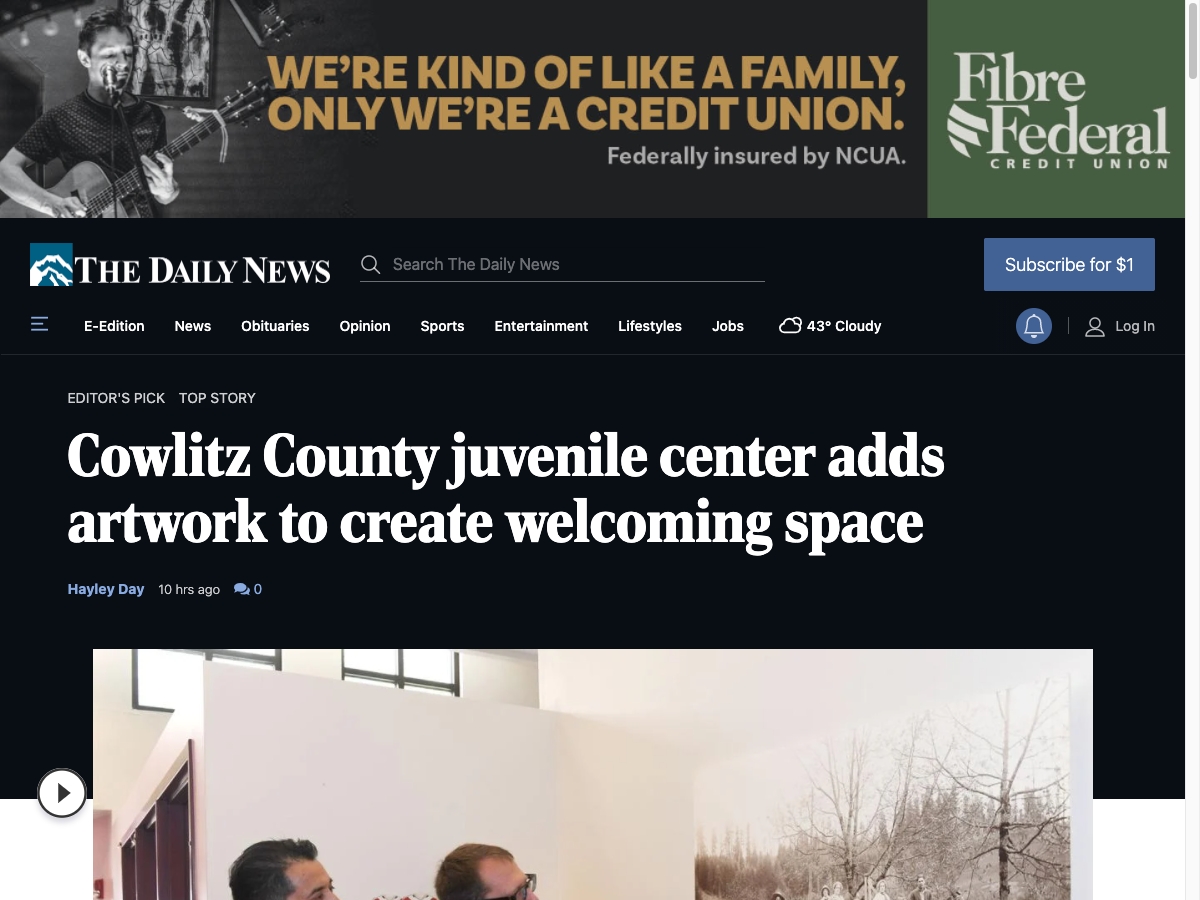 WE’RE KIND OF LIKE A FAMILY,
ONLY WE’RE A CREDIT UNION.
Federally insured by NCUA.
Fibre
Federal
CREDIT UNION
THE DAILY NEWS
Search The Daily News
Subscribe for $1
E-Edition News Obituaries Opinion Sports Entertainment Lifestyles Jobs 43° Cloudy Log In
EDITOR'S PICK TOP STORY
Cowlitz County juvenile center adds
artwork to create welcoming space
Hayley Day 10 hrs ago 0